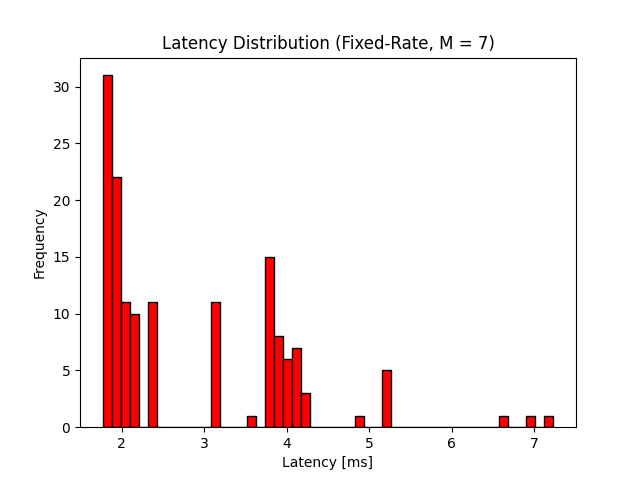 Latency Distribution (Fixed-Rate, M = 7)
30
25
20
15
10
5
0
Frequency
2 3 4 5 6 7
Latency [ms]